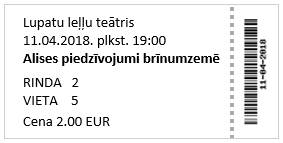 Lupatu leļļu teātris
11.04.2018. plkst. 19:00
Alises piedzīvojumi brīnumzemē
RINDA 2
VIETA 5
Cena 2.00 EUR
11-04-2018